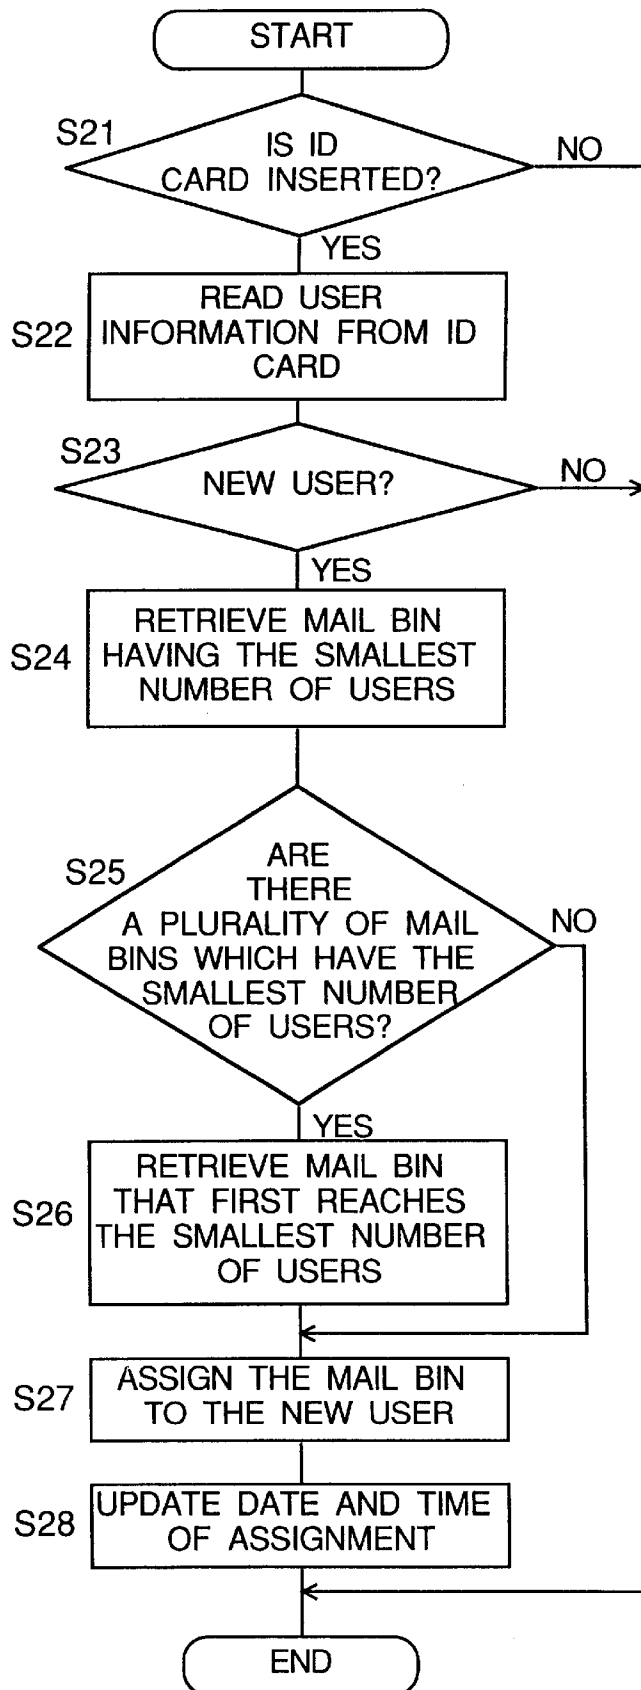 START
S21
IS ID
CARD INSERTED?
NO
YES
S22
READ USER
INFORMATION FROM ID
CARD
S23
NEW USER?
NO
YES
S24
RETRIEVE MAIL BIN
HAVING THE SMALLEST
NUMBER OF USERS
S25
ARE
THERE
A PLURALITY OF MAIL
BINS WHICH HAVE THE
SMALLEST NUMBER
OF USERS?
NO
YES
S26
RETRIEVE MAIL BIN
THAT FIRST REACHES
THE SMALLEST NUMBER
OF USERS
S27
ASSIGN THE MAIL BIN
TO THE NEW USER
S28
UPDATE DATE AND TIME
OF ASSIGNMENT
END